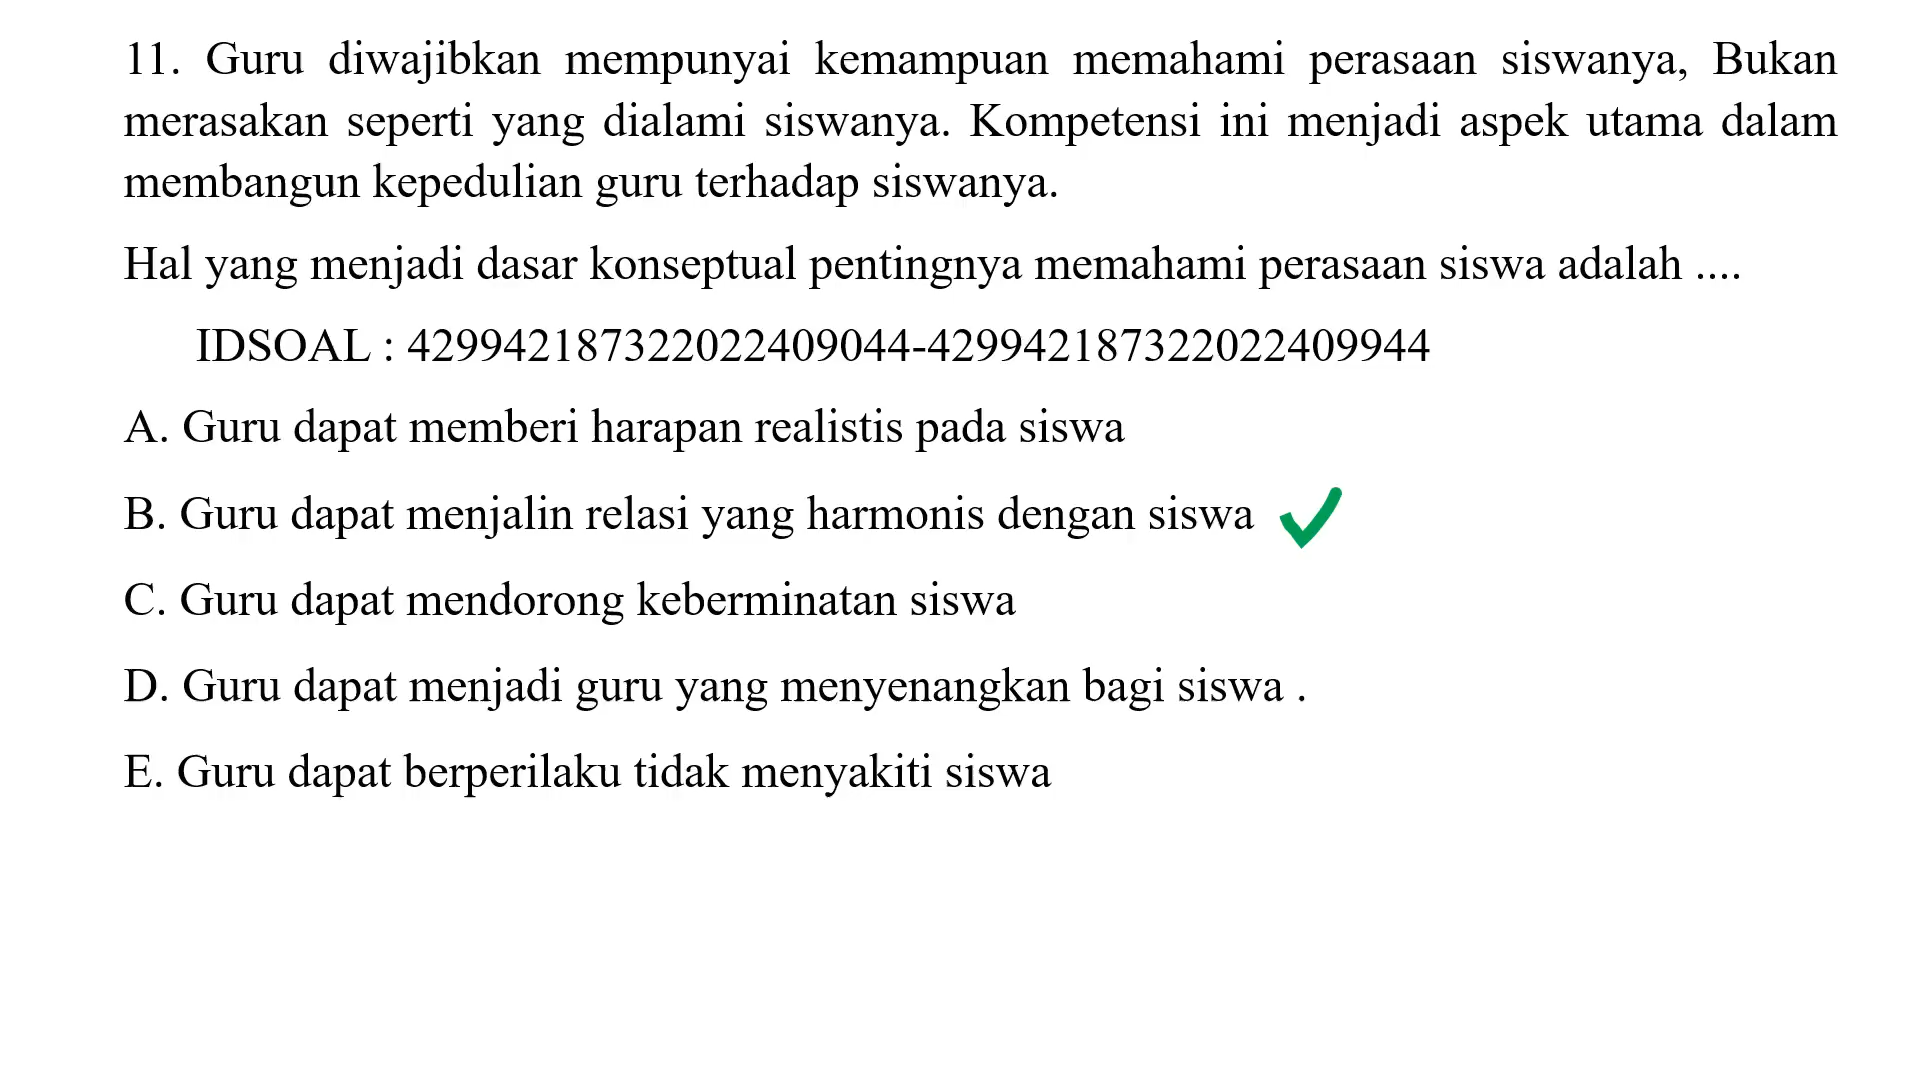 11. Guru diwajibkan mempunyai kemampuan memahami perasaan siswanya, Bukan
merasakan seperti yang dialami siswanya. Kompetensi ini menjadi aspek utama dalam
membangun kepedulian guru terhadap siswanya.
Hal yang menjadi dasar konseptual pentingnya memahami perasaan siswa adalah ....
IDSOAL : 429942187322022409044-429942187322022409944
A. Guru dapat memberi harapan realistis pada siswa
B. Guru dapat menjalin relasi yang harmonis dengan siswa
C. Guru dapat mendorong keberminatan siswa
D. Guru dapat menjadi guru yang menyenangkan bagi siswa .
E. Guru dapat berperilaku tidak menyakiti siswa